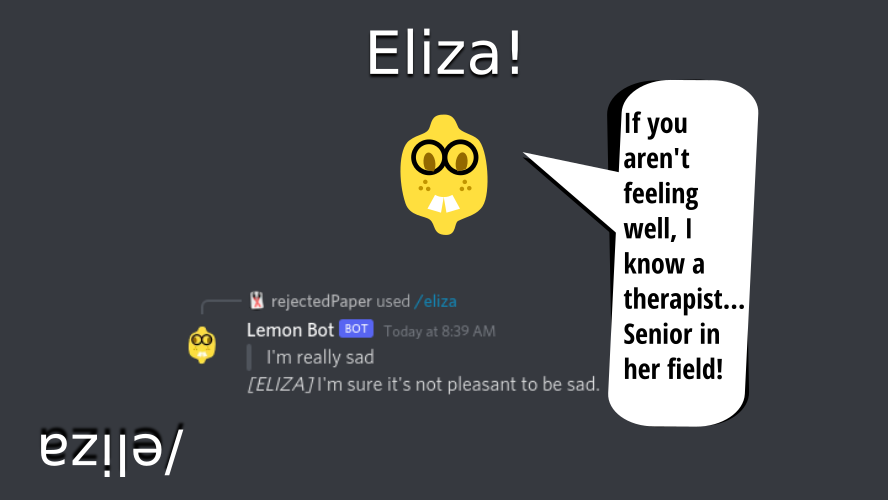 Eliza!
If you
aren't
feeling
well, I
know a
therapist...
Senior in
her field!
rejectedPaper used /eliza
Lemon Bot BOT Today at 8:39 AM
I'm really sad
[ELIZA] I'm sure it's not pleasant to be sad.
/eliza